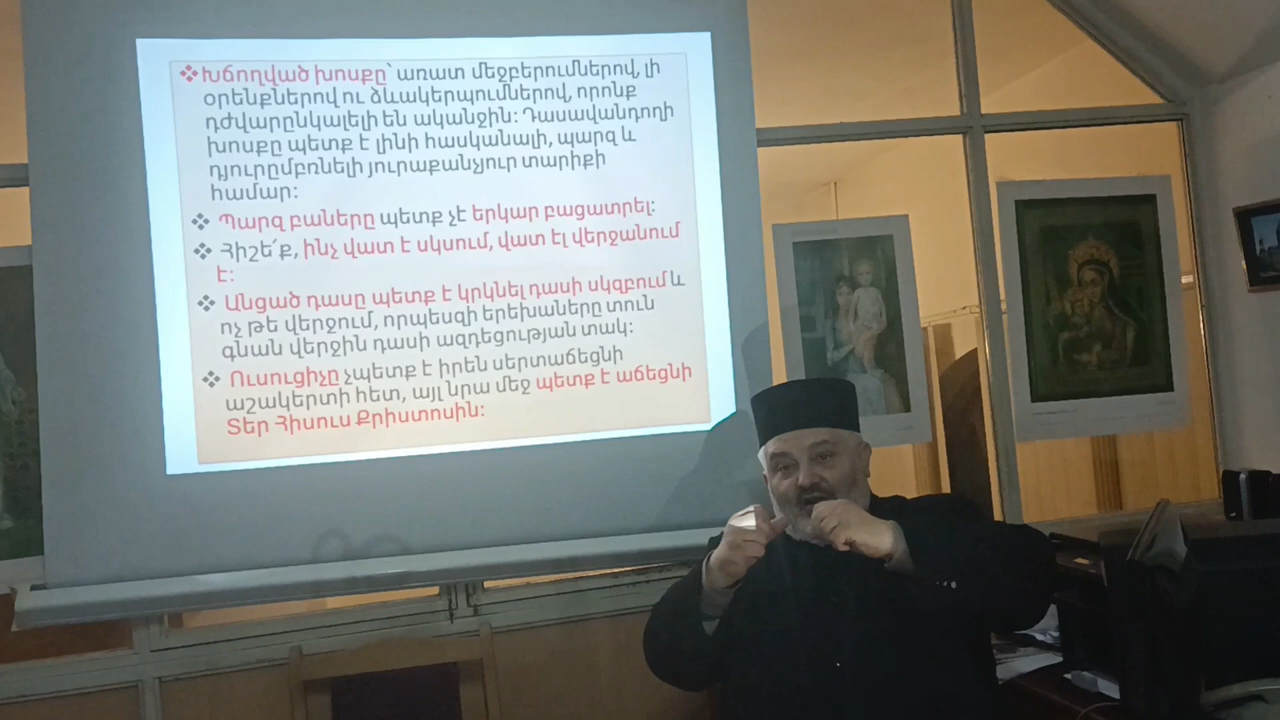 ❖ Խճողված խոսքը՝ առատ մեջբերումներով, լի
օրենքներով ու ձևակերպումներով, որոնք
դժվարընկալելի են ականջին: Դասավանդողի
խոսքը պետք է լինի հասկանալի, պարզ և
դյուրըմբռնելի յուրաքանչյուր տարիքի
համար:
❖ Պարզ բաները պետք չէ երկար բացատրել:
❖ Հիշե՛ք, ինչ վատ է սկսում, վատ էլ վերջանում
է:
❖ Անցած դասը պետք է կրկնել դասի սկզբում և
ոչ թե վերջում, որպեսզի երեխաները տուն
գնան վերջին դասի ազդեցության տակ:
❖ Ուսուցիչը չպետք է իրեն սերտաճեցնի
աշակերտի հետ, այլ նրա մեջ պետք է աճեցնի
Տեր Հիսուս Քրիստոսին: